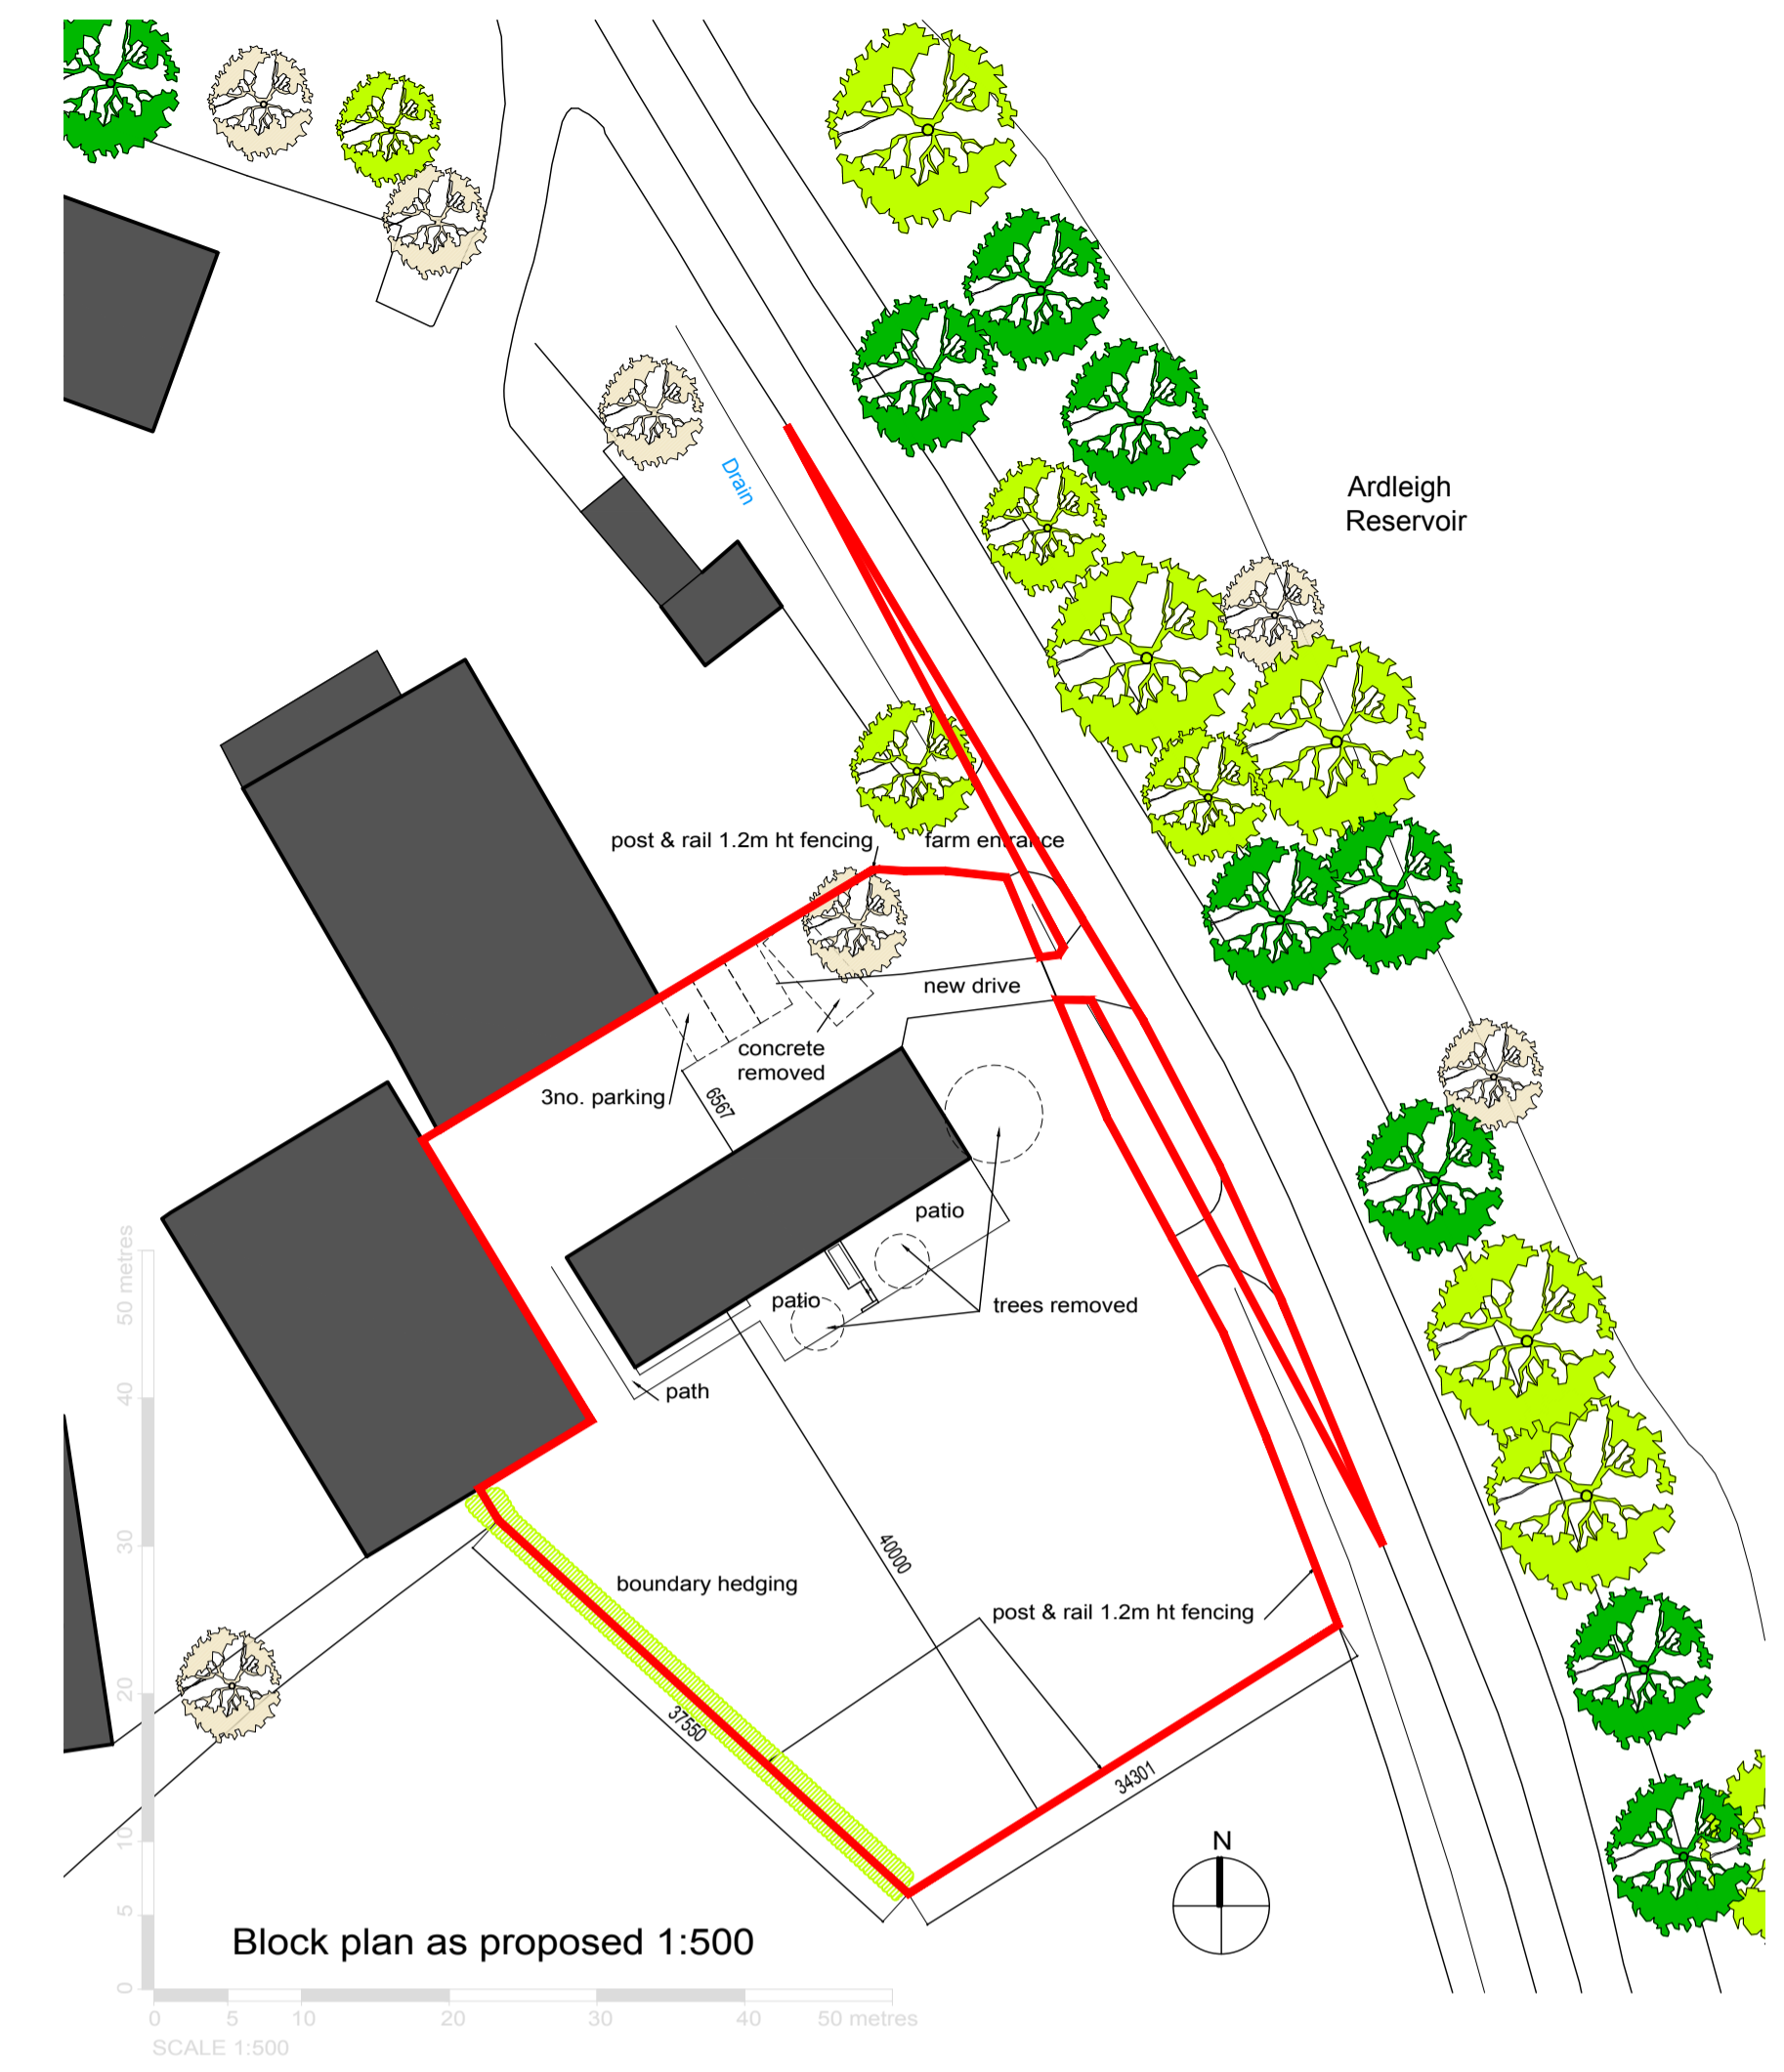 Ardleigh
Reservoir
Drain
post & rail 1.2m ht fencing
farm entrance
new drive
concrete
removed
3no. parking
6567
patio
patio
trees removed
path
40000
boundary hedging
post & rail 1.2m ht fencing
37550
34301
N
50 metres
40
30
20
10
5
0
Block plan as proposed 1:500
0 5 10 20 30 40 50 metres
SCALE 1:500